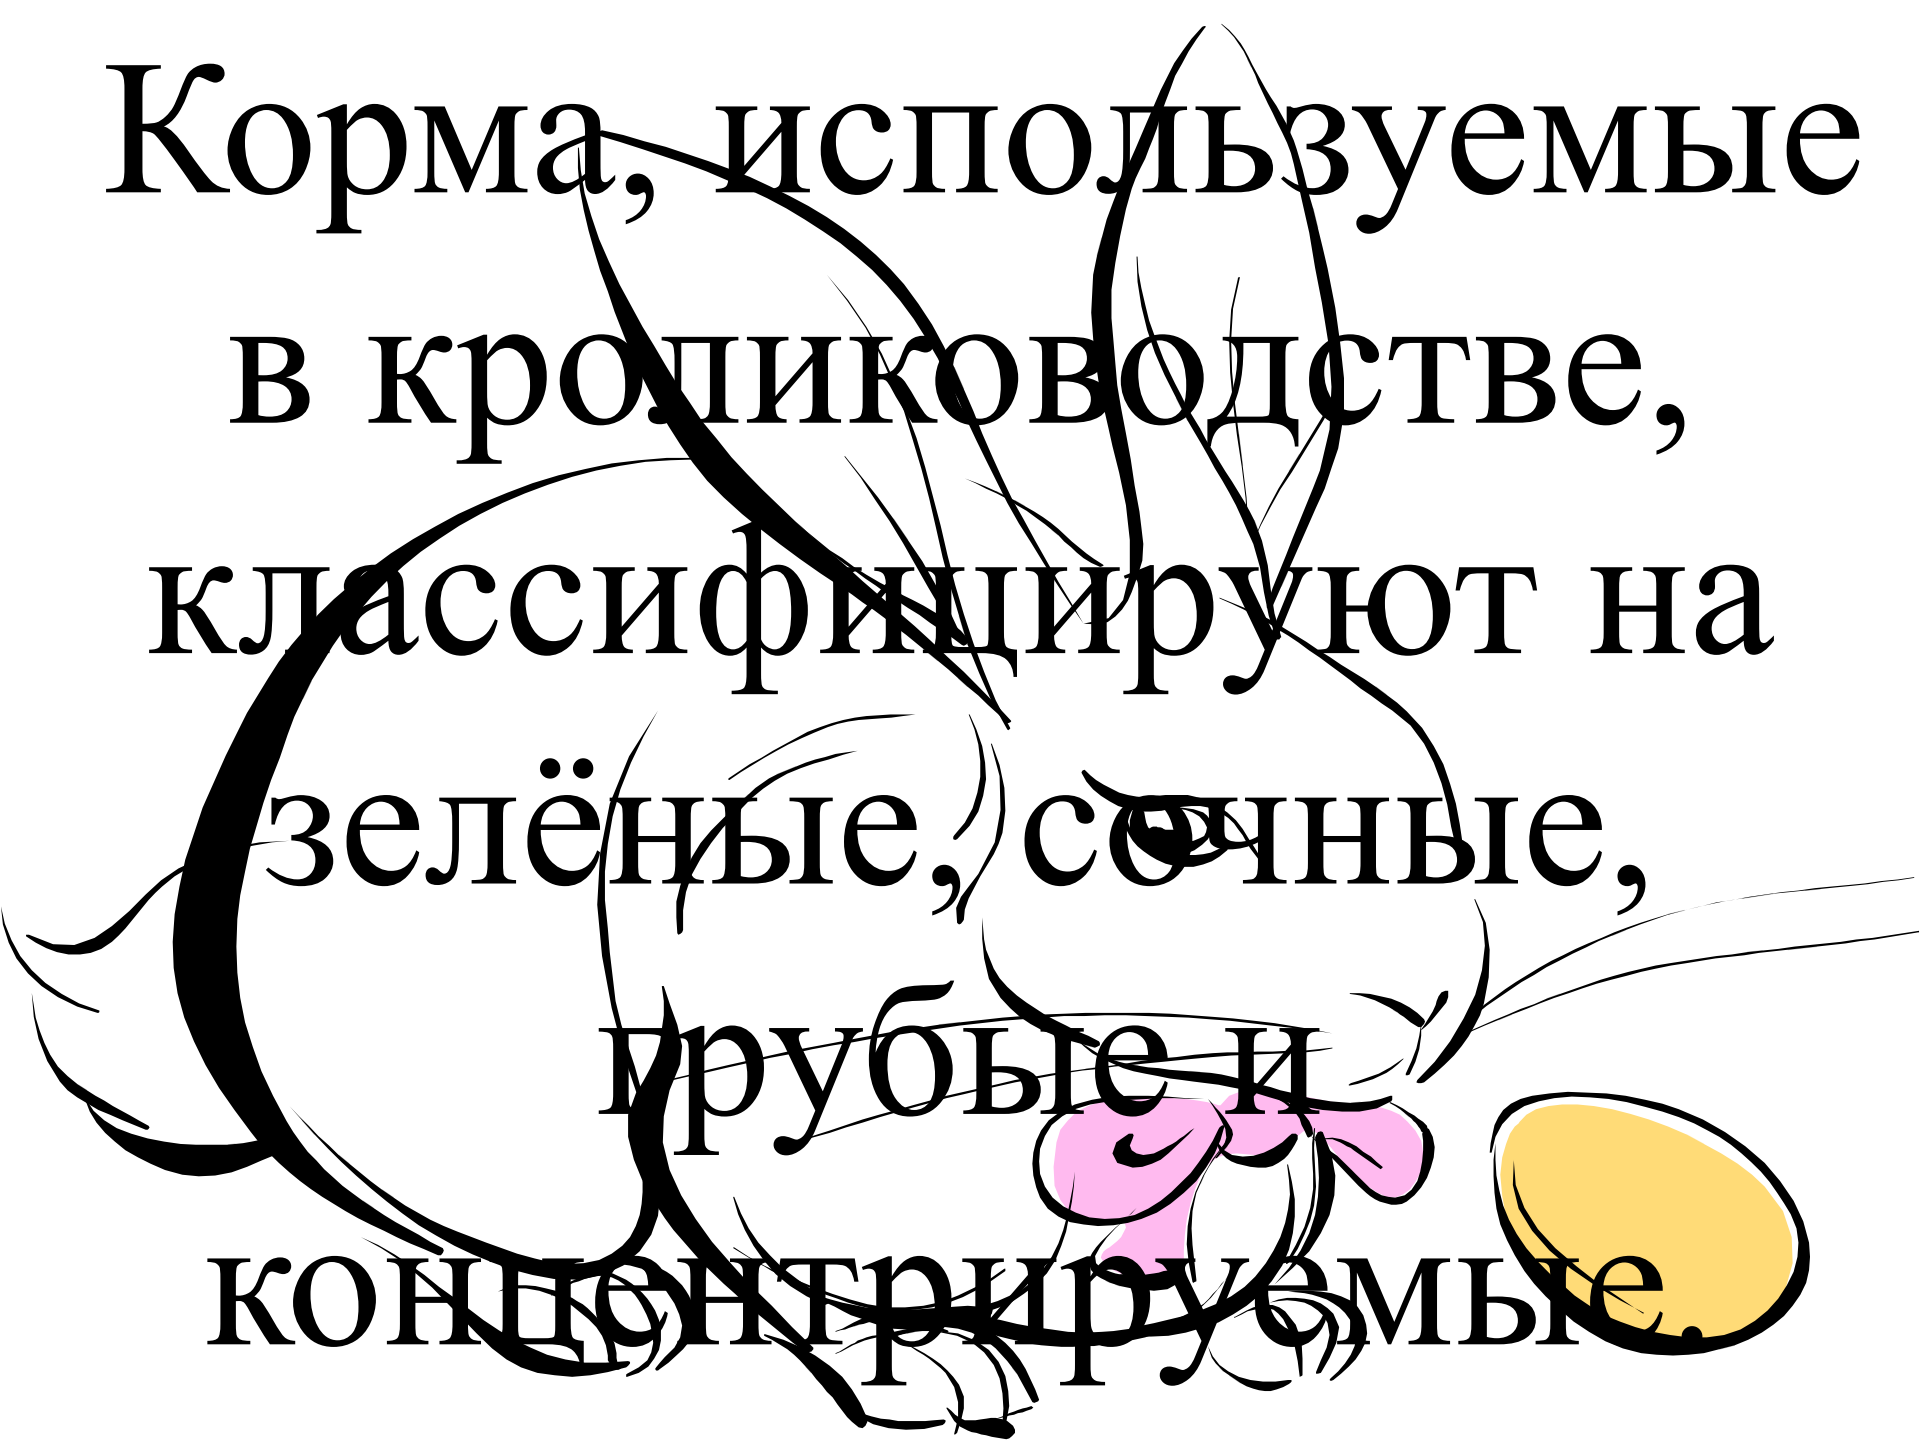 Корма, используемые
в кролиководстве,
классифицируют на
зелёные, сочные,
грубые и
концентрируемые.